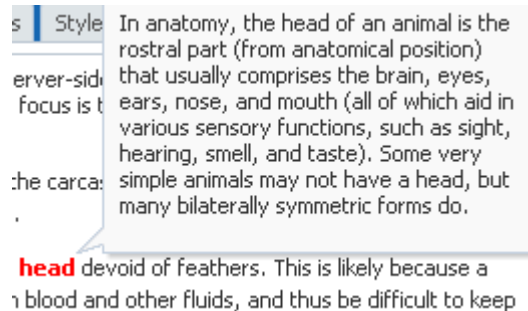 s Style
In anatomy, the head of an animal is the
rostral part (from anatomical position)
that usually comprises the brain, eyes,
ears, nose, and mouth (all of which aid in
various sensory functions, such as sight,
hearing, smell, and taste). Some very
simple animals may not have a head, but
many bilaterally symmetric forms do.
erver-sid
focus is t
the carcas
.
head devoid of feathers. This is likely because a
blood and other fluids, and thus be difficult to keep